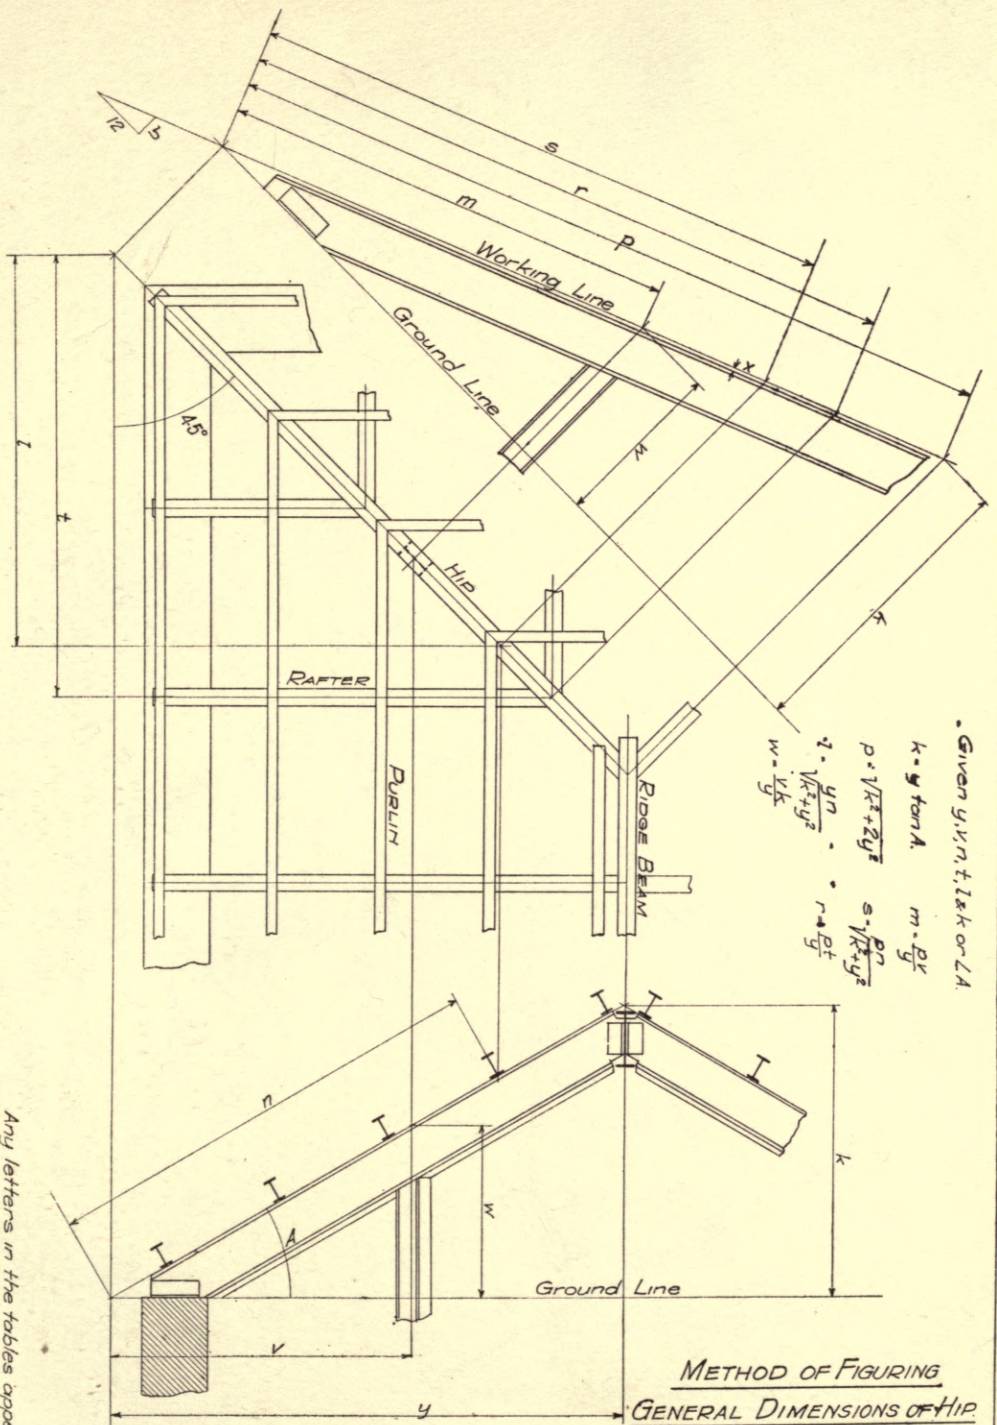 METHOD OF FIGURING
GENERAL DIMENSIONS OF HIP.
Given y, v, n, t, z & k or ∠A.
k = y tan A. m = pv/y
p = √k²+2y² s = pn/√k²+y²
z = yn/√k²+y² r = pt/y
w = vk/y
s
r
m
p
Working Line
Ground Line
12
b
x
w
k
45°
z
t
HIP
RAFTER
PURLIN
RIDGE BEAM
n
A
w
k
Ground Line
v
y
Any letters in the tables